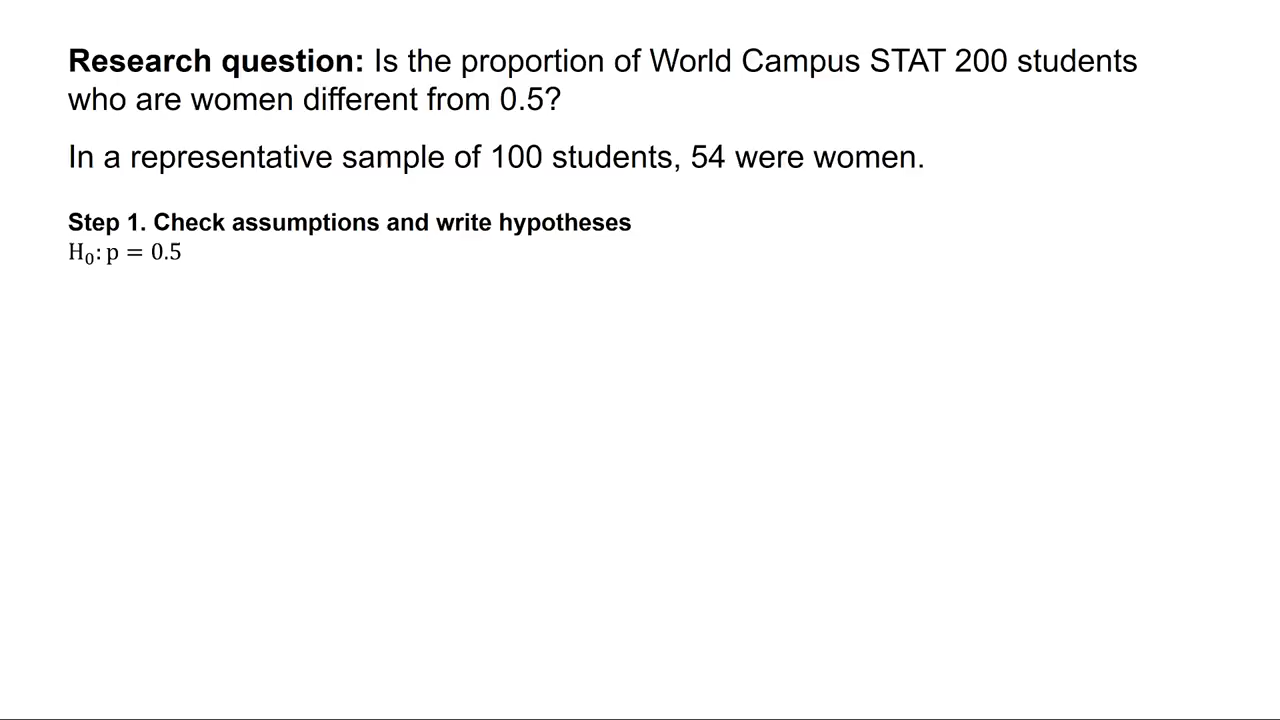 Research question: Is the proportion of World Campus STAT 200 students
who are women different from 0.5?
In a representative sample of 100 students, 54 were women.
Step 1. Check assumptions and write hypotheses
H₀: p = 0.5